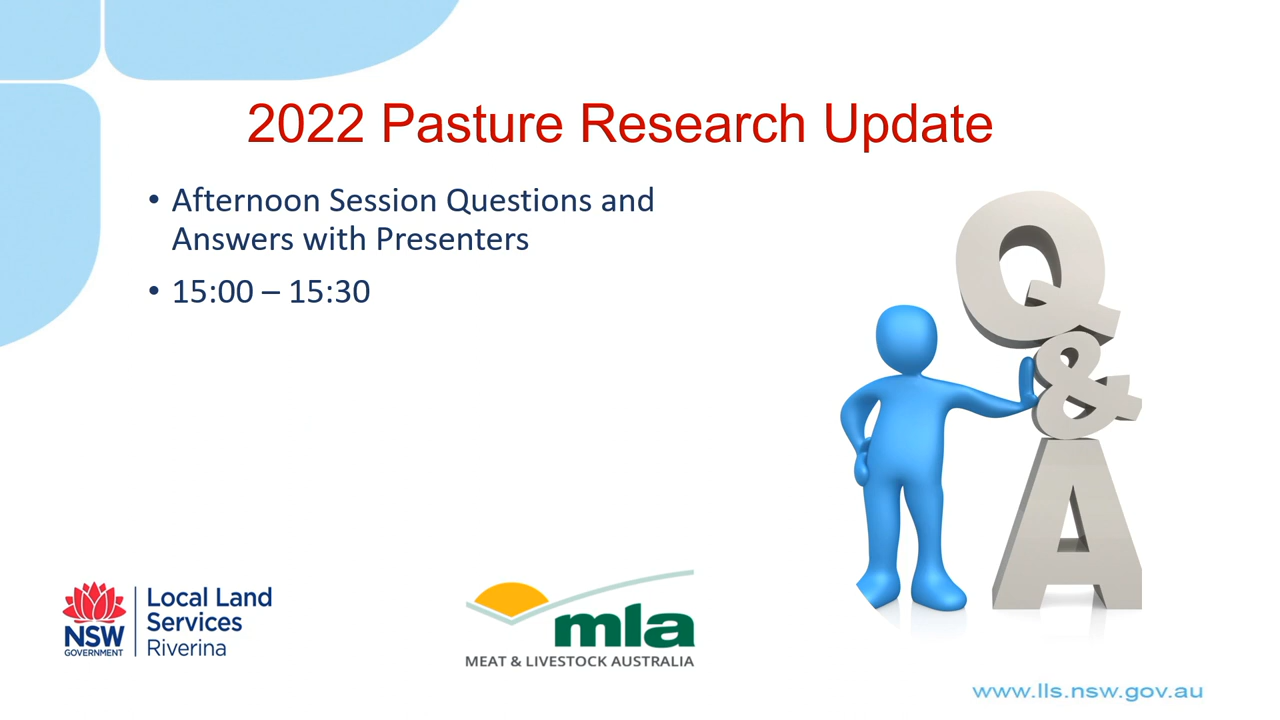 2022 Pasture Research Update
• Afternoon Session Questions and
Answers with Presenters
• 15:00 – 15:30
Q
&
A
NSW
GOVERNMENT
Local Land
Services
Riverina
mla
MEAT & LIVESTOCK AUSTRALIA
www.lls.nsw.gov.au